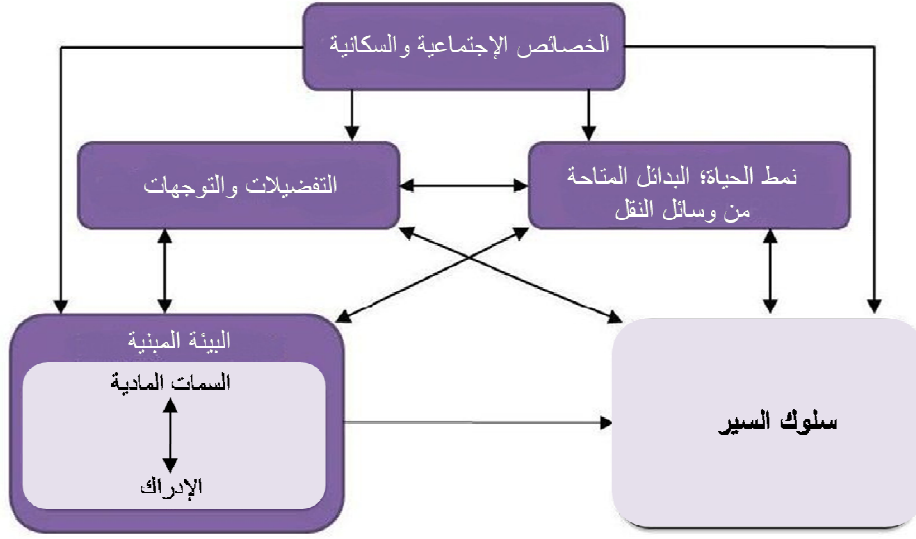 الخصائص الإجتماعية والسكانية
نمط الحياة؛ البدائل المتاحة
من وسائل النقل
التفضيلات والتوجهات
البيئة المبنية
السمات المادية
الإدراك
سلوك السير